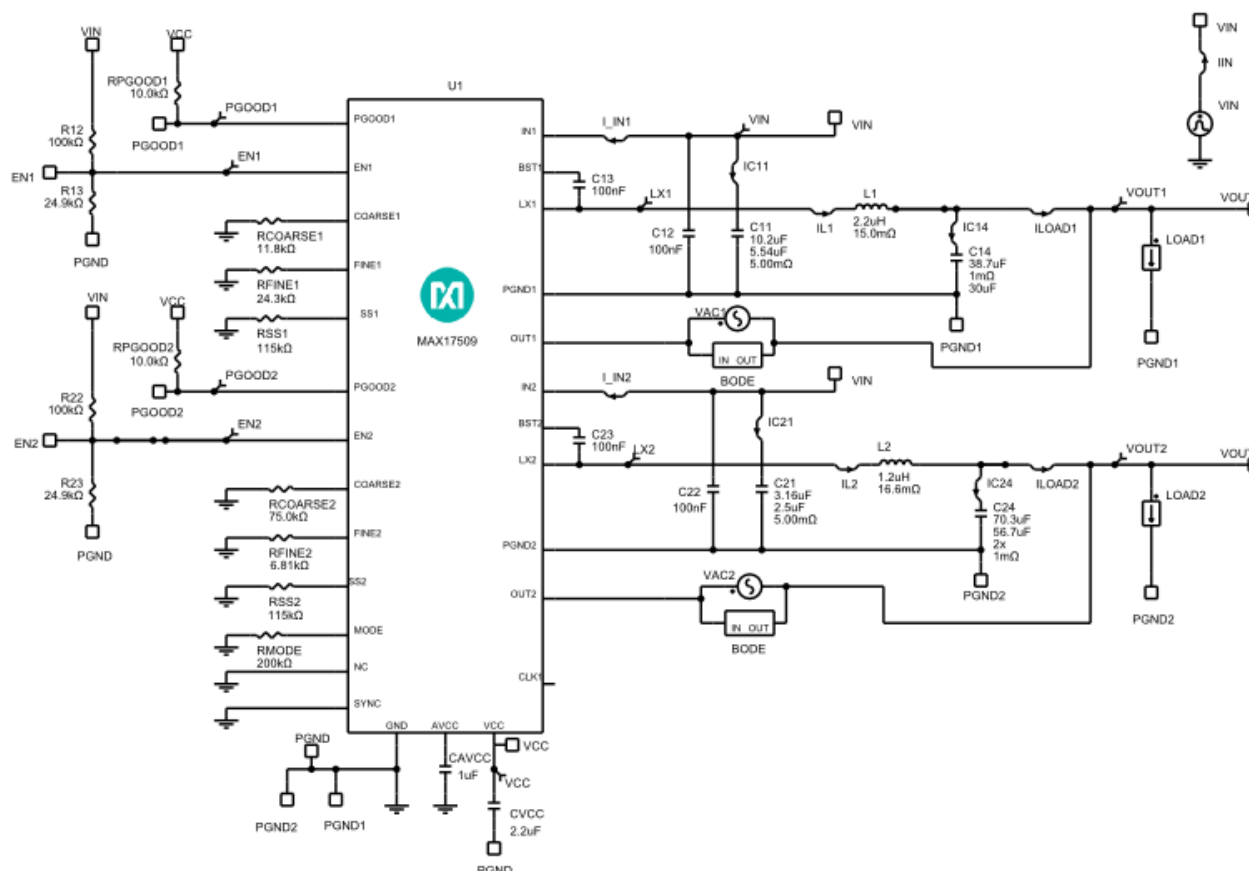 VIN
VCC
RPGOOD1
10.0kΩ
PGOOD1
PGOOD1
R12
100kΩ
EN1
EN1
R13
24.9kΩ
PGND
VIN
VCC
RPGOOD2
10.0kΩ
PGOOD2
PGOOD2
R22
100kΩ
EN2
EN2
R23
24.9kΩ
PGND
RCOARSE1
11.8kΩ
RFINE1
24.3kΩ
RSS1
115kΩ
RCOARSE2
75.0kΩ
RFINE2
6.81kΩ
RSS2
115kΩ
RMODE
200kΩ
U1
PGOOD1
EN1
COARSE1
FINE1
SS1
PGOOD2
EN2
COARSE2
FINE2
SS2
MODE
NC
SYNC
MAX17509
IN1
BST1
LX1
PGND1
OUT1
IN2
BST2
LX2
PGND2
OUT2
CLK1
GND
AVCC
VCC
PGND
PGND2
PGND1
CAVCC
1uF
VCC
VCC
CVCC
2.2uF
PGND
I_IN1
VIN
VIN
IC11
C13
100nF
LX1
C12
100nF
C11
10.2uF
5.54uF
5.00mΩ
IL1
L1
2.2uH
15.0mΩ
IC14
C14
38.7uF
1mΩ
30uF
PGND1
ILOAD1
VOUT1
VOUT
LOAD1
PGND1
VAC1
IN OUT
BODE
I_IN2
VIN
IC21
C23
100nF
LX2
C22
100nF
C21
3.16uF
2.5uF
5.00mΩ
IL2
L2
1.2uH
16.6mΩ
IC24
C24
70.3uF
56.7uF
2x
1mΩ
PGND2
ILOAD2
VOUT2
VOUT
LOAD2
PGND2
VAC2
IN OUT
BODE
VIN
IIN
VIN